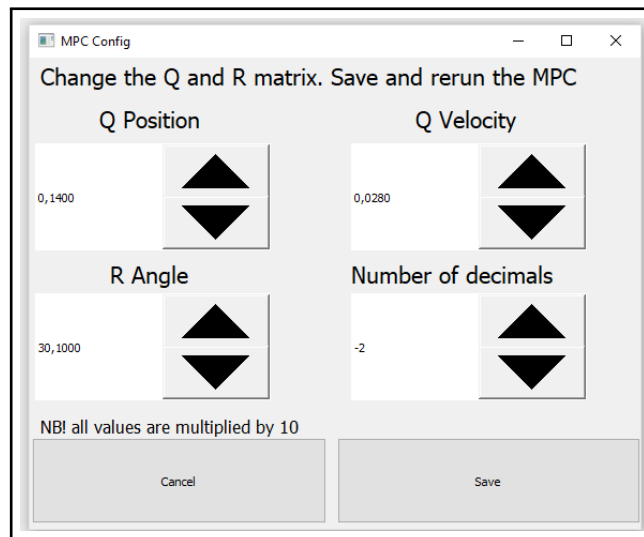 MPC Config
Change the Q and R matrix. Save and rerun the MPC
Q Position
Q Velocity
0,1400
0,0280
R Angle
Number of decimals
30,1000
-2
NB! all values are multiplied by 10
Cancel
Save